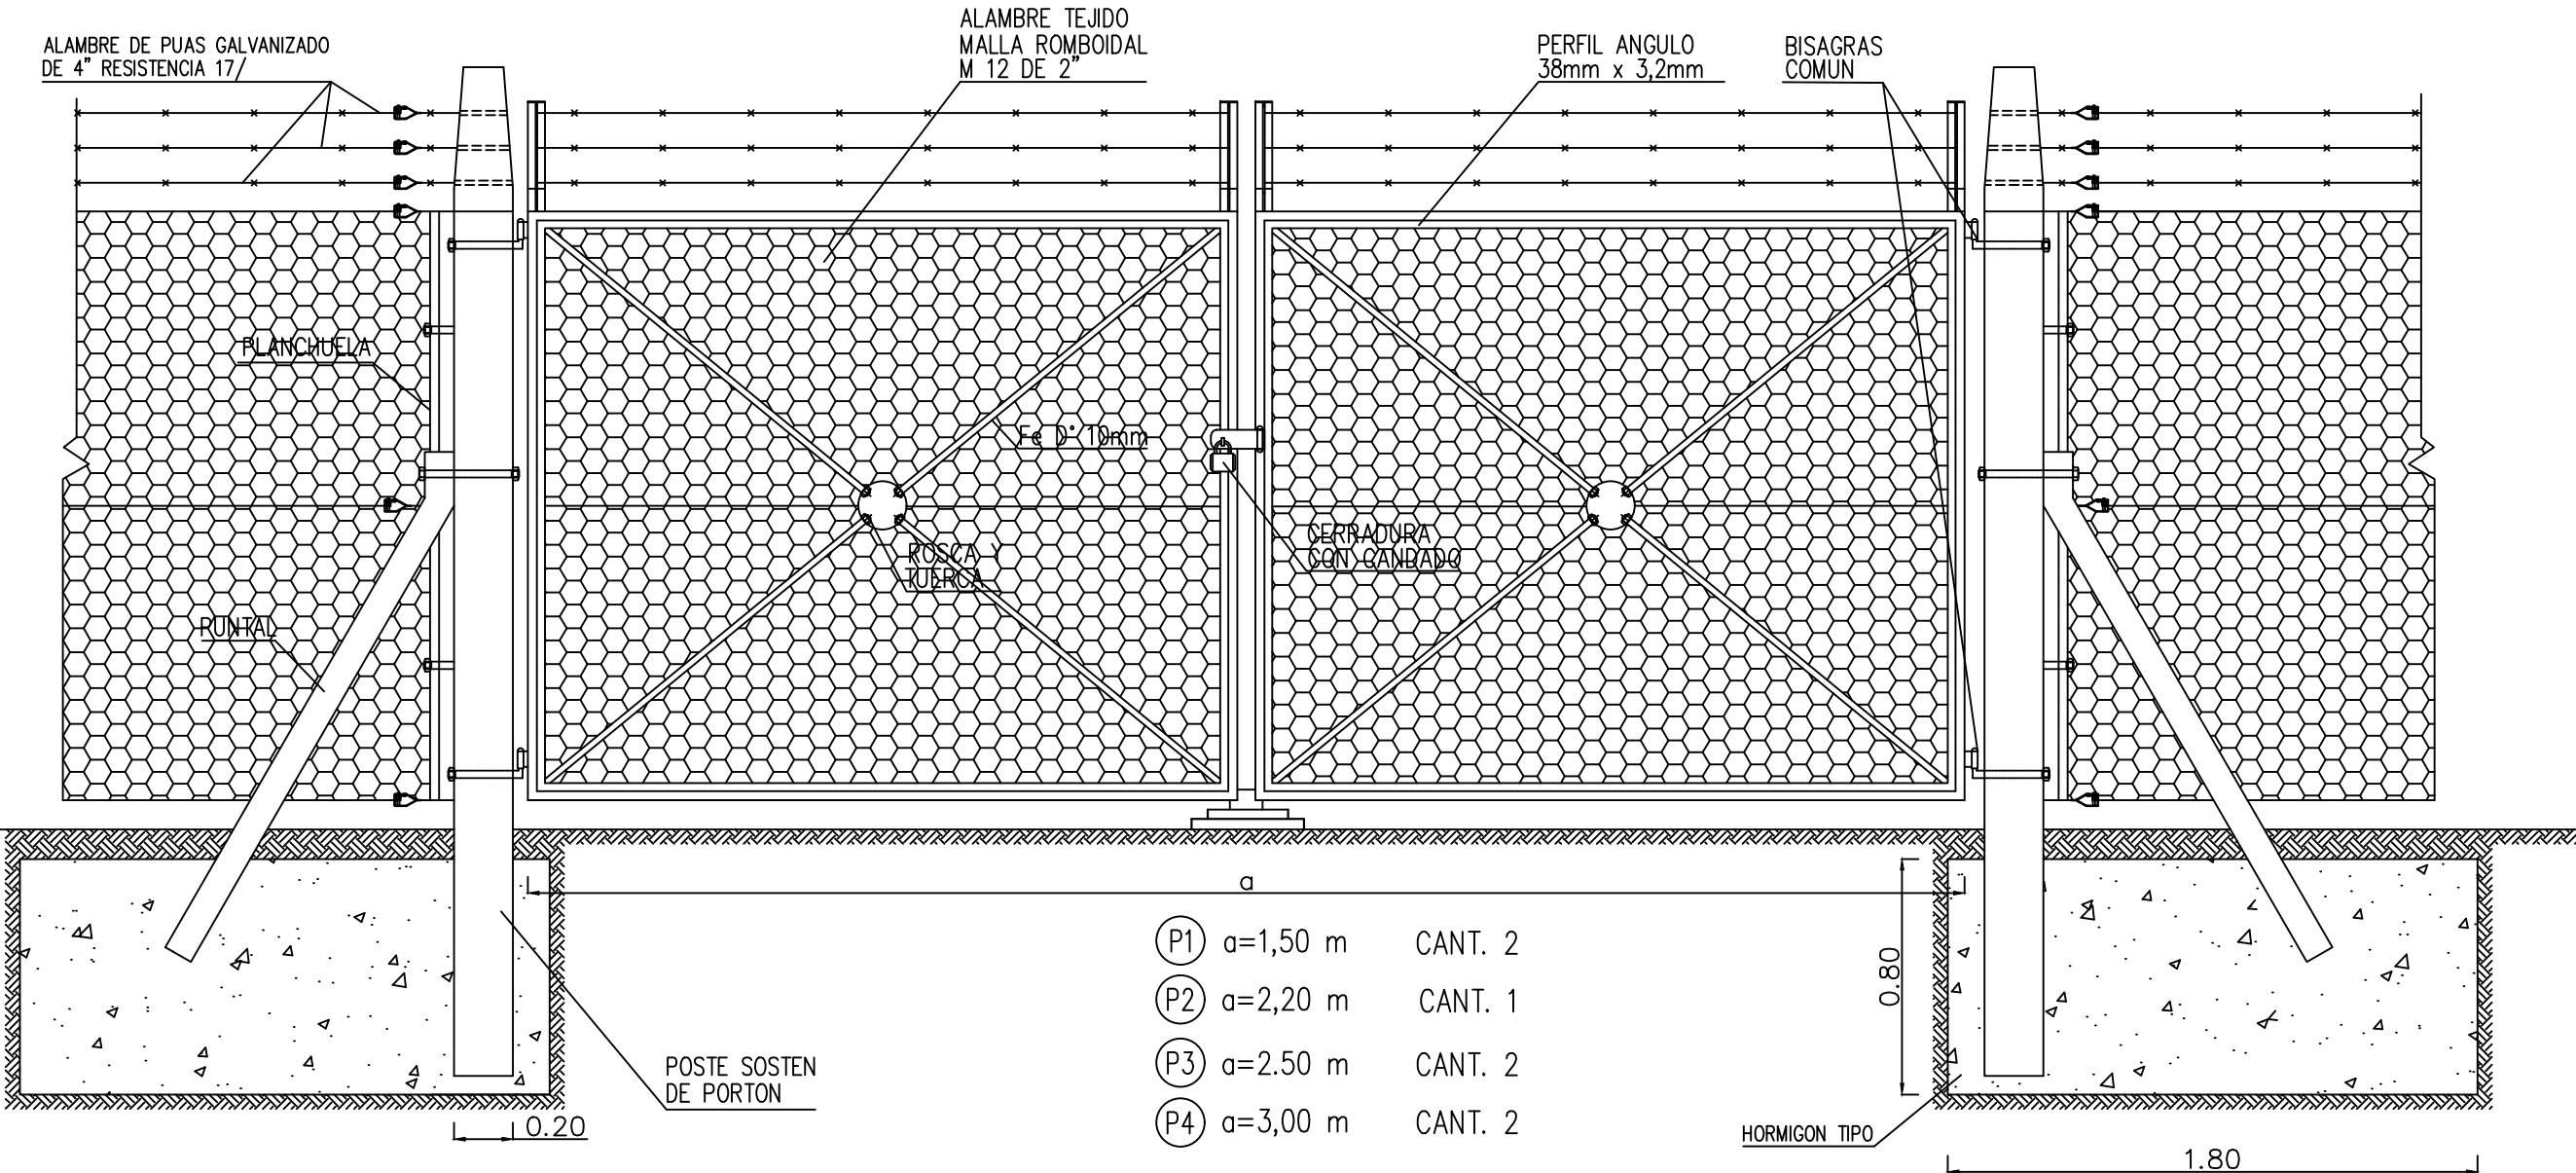 ALAMBRE DE PUAS GALVANIZADO
DE 4" RESISTENCIA 17/
ALAMBRE TEJIDO
MALLA ROMBOIDAL
M 12 DE 2"
PERFIL ANGULO
38mm x 3,2mm
BISAGRAS
COMUN
PLANCHUELA
Fe D° 10mm
ROSCA Y
TUERCA
CERRADURA
CON CANDADO
PUNTAL
a
P1 a=1,50 m CANT. 2
P2 a=2,20 m CANT. 1
P3 a=2.50 m CANT. 2
P4 a=3,00 m CANT. 2
0.80
POSTE SOSTEN
DE PORTON
0.20
HORMIGON TIPO
1.80